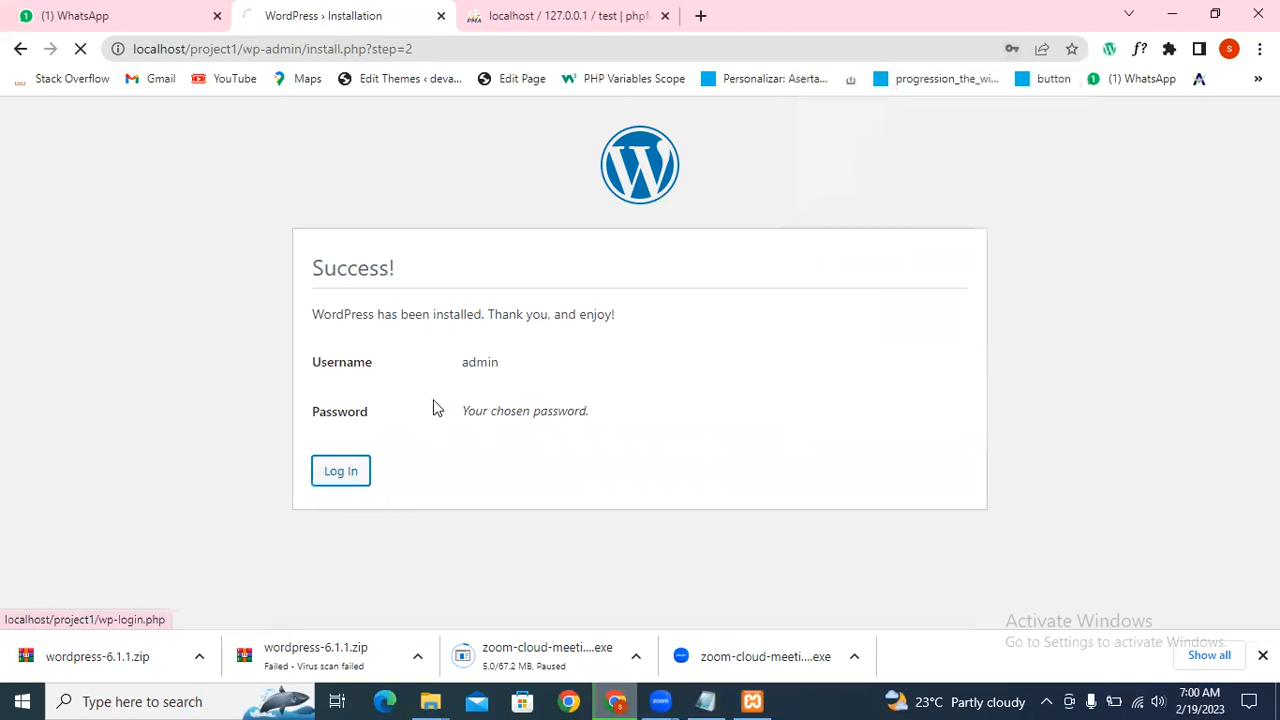 (1) WhatsApp
WordPress › Installation
localhost / 127.0.0.1 / test | phpM
localhost/project1/wp-admin/install.php?step=2
Stack Overflow
Gmail
YouTube
Maps
Edit Themes ‹ deva...
Edit Page
PHP Variables Scope
Personalizar: Aserta...
progression_the_wi...
button
(1) WhatsApp
»
Success!
WordPress has been installed. Thank you, and enjoy!
Username admin
Password Your chosen password.
Log In
localhost/project1/wp-login.php
Activate Windows
Go to Settings to activate Windows.
wordpress-6.1.1.zip
wordpress-6.1.1.zip
Failed - Virus scan failed
zoom-cloud-meeti....exe
5.0/67.2 MB, Paused
zoom-cloud-meeti....exe
Show all
Type here to search
23°C Partly cloudy
7:00 AM
2/19/2023